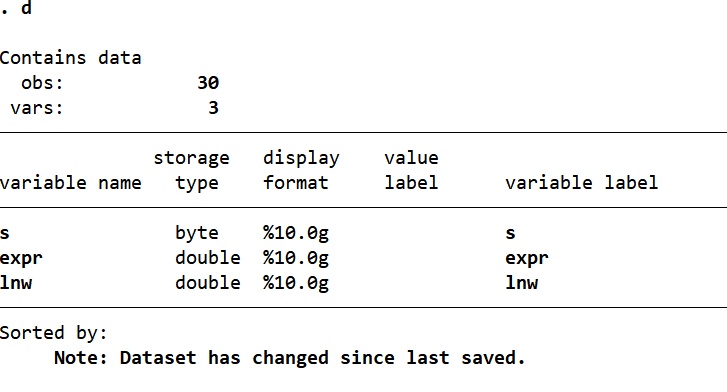 . d
Contains data
obs: 30
vars: 3
storage display value
variable name type format label variable label
s byte %10.0g s
expr double %10.0g expr
lnw double %10.0g lnw
Sorted by:
Note: Dataset has changed since last saved.